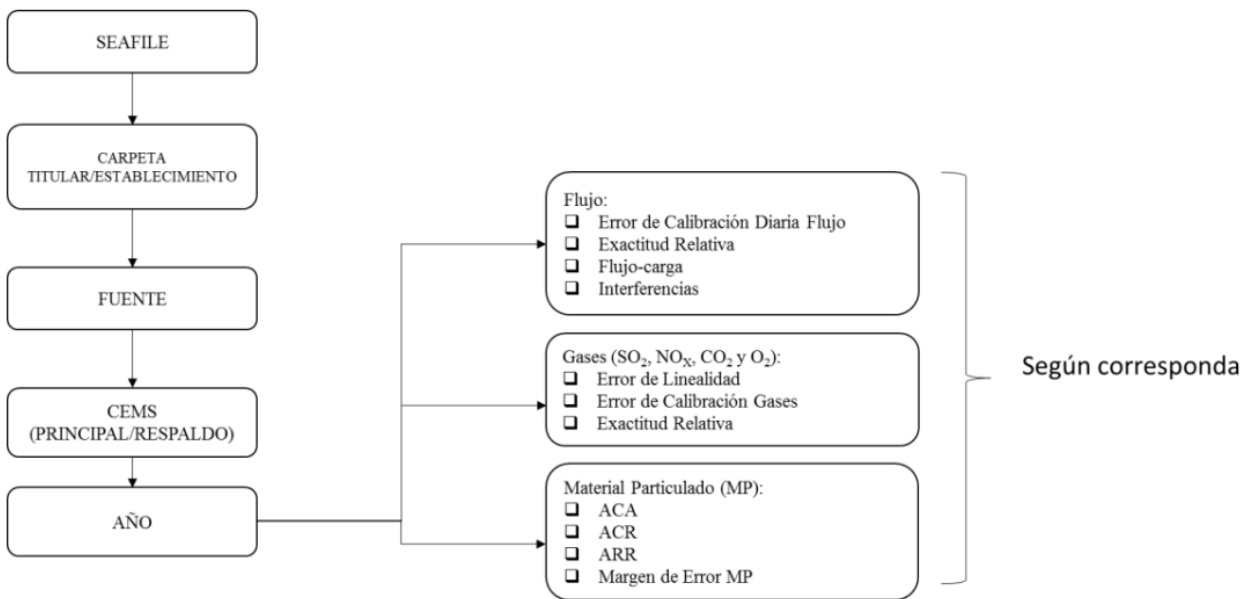 SEAFILE
CARPETA
TITULAR/ESTABLECIMIENTO
FUENTE
CEMS
(PRINCIPAL/RESPALDO)
AÑO
Flujo:
❑ Error de Calibración Diaria Flujo
❑ Exactitud Relativa
❑ Flujo-carga
❑ Interferencias
Gases (SO₂, NOₓ, CO₂ y O₂):
❑ Error de Linealidad
❑ Error de Calibración Gases
❑ Exactitud Relativa
Material Particulado (MP):
❑ ACA
❑ ACR
❑ ARR
❑ Margen de Error MP
Según corresponda